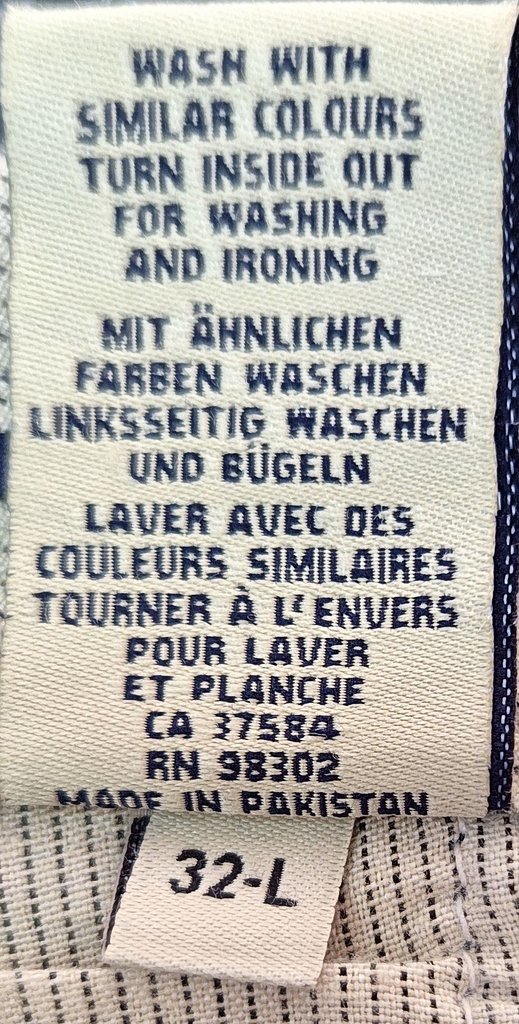 WASH WITH
SIMILAR COLOURS
TURN INSIDE OUT
FOR WASHING
AND IRONING
MIT ÄHNLICHEN
FARBEN WASCHEN
LINKSSEITIG WASCHEN
UND BÜGELN
LAVER AVEC DES
COULEURS SIMILAIRES
TOURNER À L'ENVERS
POUR LAVER
ET PLANCHE
CA 37584
RN 98302
MADE IN PAKISTAN
32-L